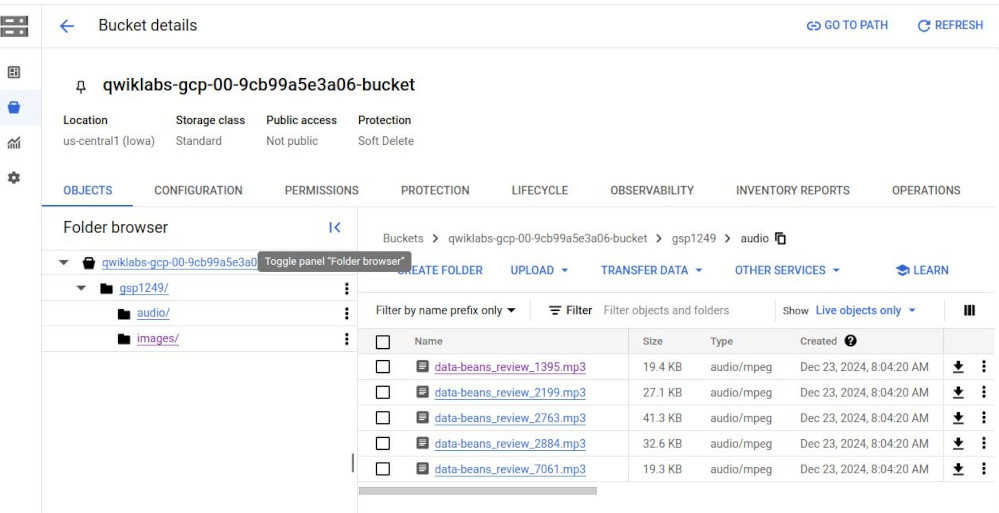 Bucket details
GO TO PATH
REFRESH
qwiklabs-gcp-00-9cb99a5e3a06-bucket
Location Storage class Public access Protection
us-central1 (Iowa) Standard Not public Soft Delete
OBJECTS CONFIGURATION PERMISSIONS PROTECTION LIFECYCLE OBSERVABILITY INVENTORY REPORTS OPERATIONS
Folder browser
qwiklabs-gcp-00-9cb99a5e3a0
Toggle panel "Folder browser"
gsp1249/
audio/
images/
Buckets > qwiklabs-gcp-00-9cb99a5e3a06-bucket > gsp1249 > audio
CREATE FOLDER UPLOAD TRANSFER DATA OTHER SERVICES LEARN
Filter by name prefix only Filter Filter objects and folders Show Live objects only
Name Size Type Created
data-beans_review_1395.mp3 19.4 KB audio/mpeg Dec 23, 2024, 8:04:20 AM
data-beans_review_2199.mp3 27.1 KB audio/mpeg Dec 23, 2024, 8:04:20 AM
data-beans_review_2763.mp3 41.3 KB audio/mpeg Dec 23, 2024, 8:04:20 AM
data-beans_review_2884.mp3 32.6 KB audio/mpeg Dec 23, 2024, 8:04:20 AM
data-beans_review_7061.mp3 19.3 KB audio/mpeg Dec 23, 2024, 8:04:20 AM